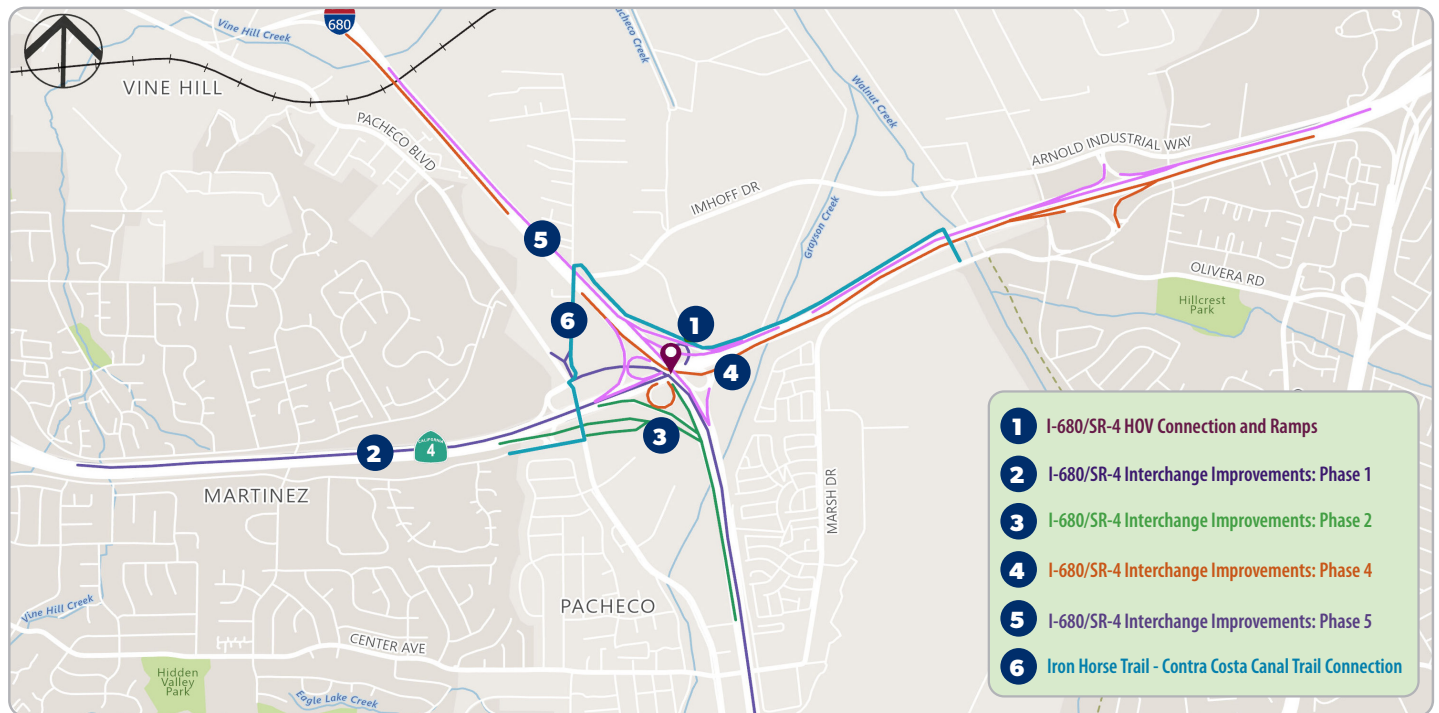 680
Vine Hill Creek
Pacheco Creek
VINE HILL
PACHECO BLVD
Walnut Creek
ARNOLD INDUSTRIAL WAY
IMHOFF DR
Grayson Creek
5
OLIVERA RD
Hillcrest
Park
6
1
4
3
2
CALIFORNIA
4
MARTINEZ
MARSH DR
PACHECO
Vine Hill Creek
CENTER AVE
Hidden
Valley
Park
Eagle Lake Creek
1 I-680/SR-4 HOV Connection and Ramps
2 I-680/SR-4 Interchange Improvements: Phase 1
3 I-680/SR-4 Interchange Improvements: Phase 2
4 I-680/SR-4 Interchange Improvements: Phase 4
5 I-680/SR-4 Interchange Improvements: Phase 5
6 Iron Horse Trail - Contra Costa Canal Trail Connection